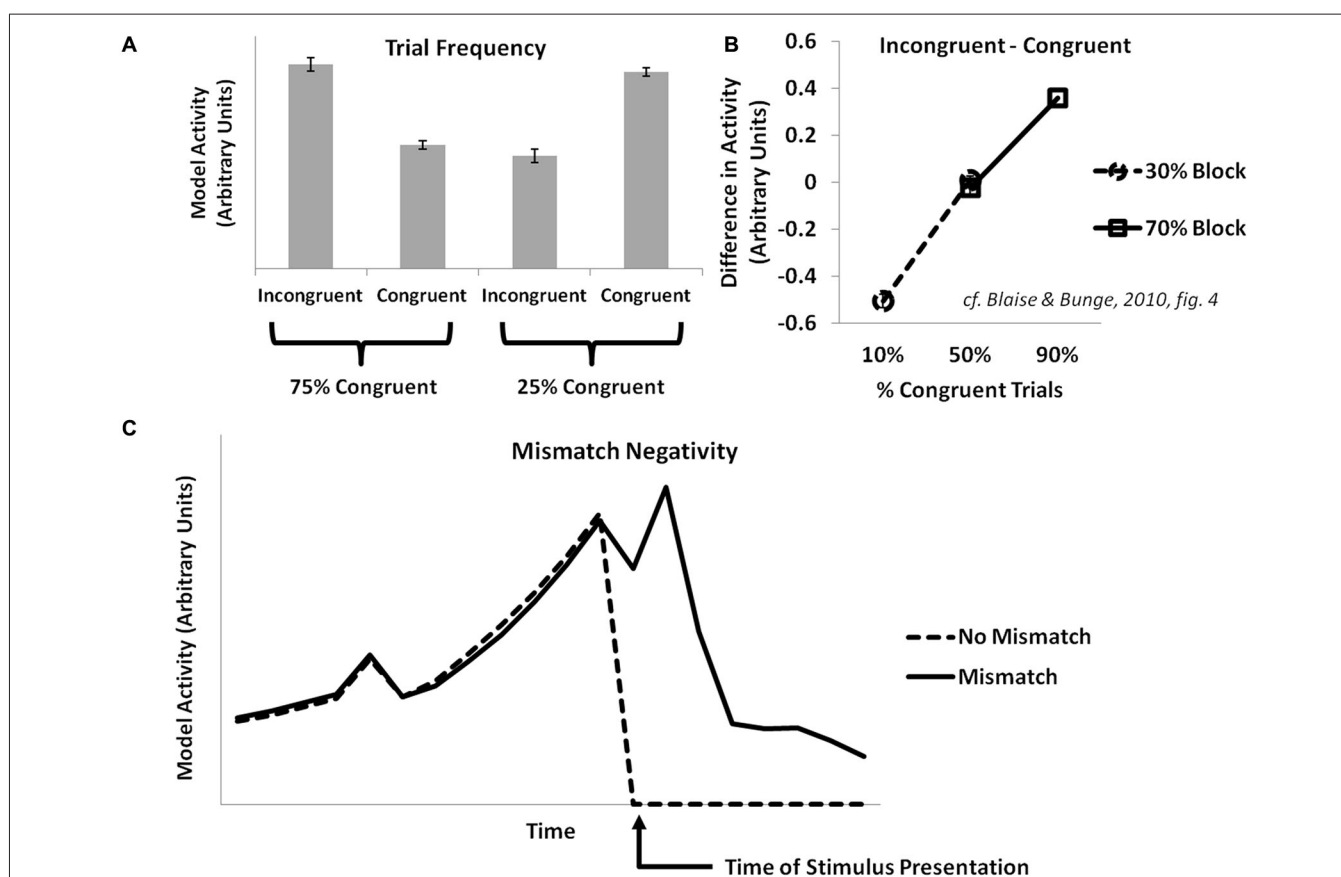 A
Trial Frequency
Model Activity
(Arbitrary Units)
Incongruent
Congruent
Incongruent
Congruent
75% Congruent
25% Congruent
B
Incongruent - Congruent
Difference in Activity
(Arbitrary Units)
0.6
0.4
0.2
0
-0.2
-0.4
-0.6
10%
50%
90%
% Congruent Trials
30% Block
70% Block
cf. Blaise & Bunge, 2010, fig. 4
C
Mismatch Negativity
Model Activity (Arbitrary Units)
No Mismatch
Mismatch
Time
Time of Stimulus Presentation